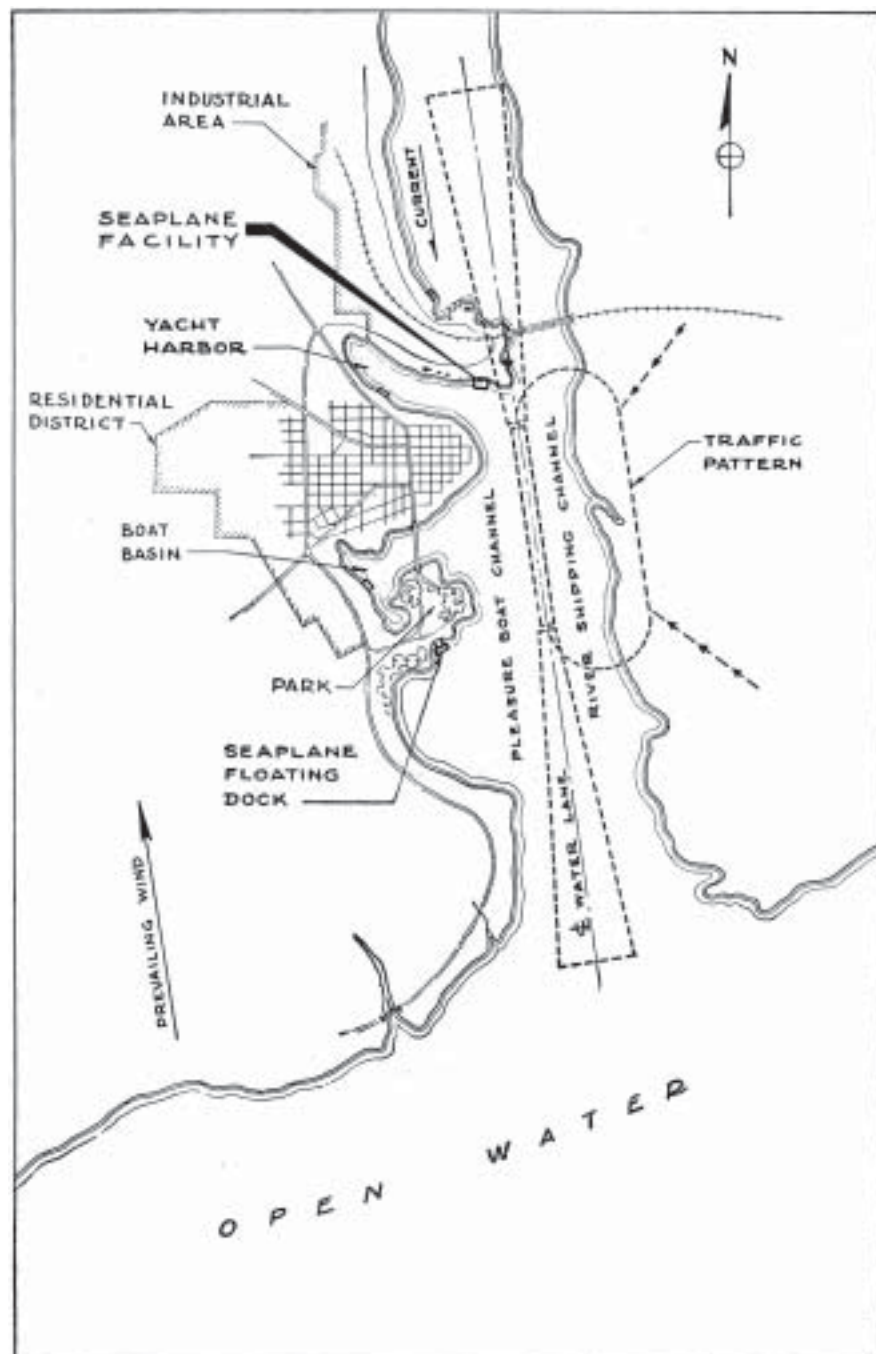 N
INDUSTRIAL
AREA
CURRENT
SEAPLANE
FACILITY
YACHT
HARBOR
RESIDENTIAL
DISTRICT
TRAFFIC
PATTERN
BOAT
BASIN
PLEASURE BOAT CHANNEL
RIVER SHIPPING CHANNEL
PARK
SEAPLANE
FLOATING
DOCK
℄ WATER LANE
PREVAILING WIND
OPEN WATER